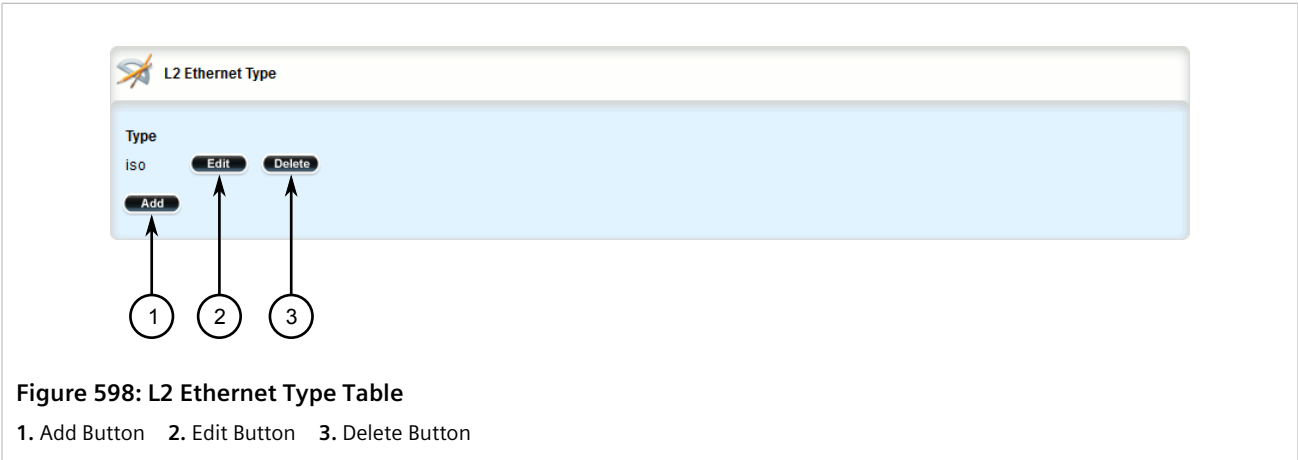 L2 Ethernet Type
Type
iso Edit Delete
Add
1 2 3
Figure 598: L2 Ethernet Type Table
1. Add Button 2. Edit Button 3. Delete Button